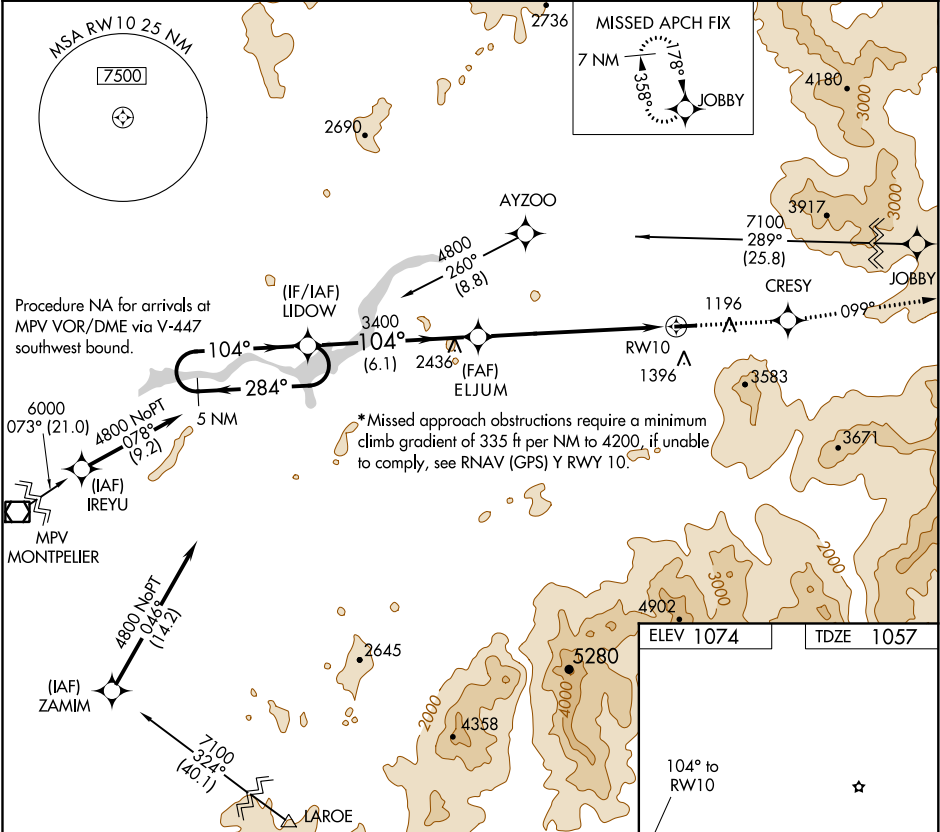 MSA RW10 25 NM
7500
2736
MISSED APCH FIX
7 NM
178°
358°
JOBBY
4180
3000
2690
AYZOO
3917
3000
7100
289°
(25.8)
JOBBY
4800
260°
(8.8)
(IF/IAF)
LIDOW
CRESY
Procedure NA for arrivals at
MPV VOR/DME via V-447
southwest bound.
3400
104°
(6.1)
104°
1196
099°
2436
RW10
(FAF)
ELJUM
1396
284°
5 NM
3583
6000
073° (21.0)
4800 NoPT
078°
(9.2)
*Missed approach obstructions require a minimum
climb gradient of 335 ft per NM to 4200, if unable
to comply, see RNAV (GPS) Y RWY 10.
3671
(IAF)
IREYU
MPV
MONTPELIER
2000
3000
4800 NoPT
046°
(14.2)
4902
ELEV 1074
TDZE 1057
2645
5280
(IAF)
ZAMIM
2000
4000
4358
7100
324°
(40.1)
104° to
RW10
LAROE